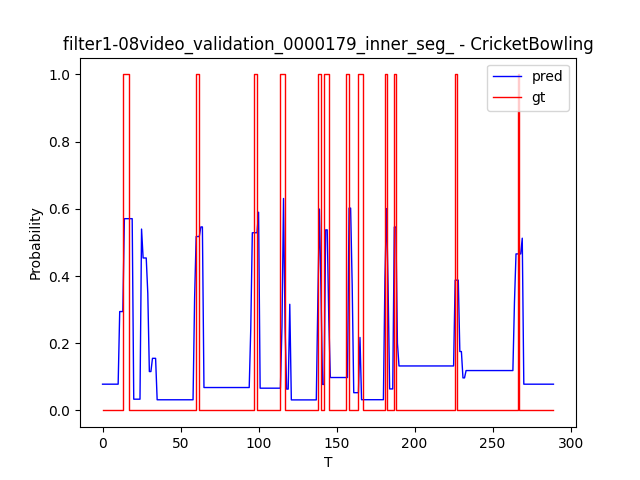 filter1-08video_validation_0000179_inner_seg_ - CricketBowling
pred
gt
1.0
0.8
0.6
0.4
0.2
0.0
Probability
0
50
100
150
200
250
300
T